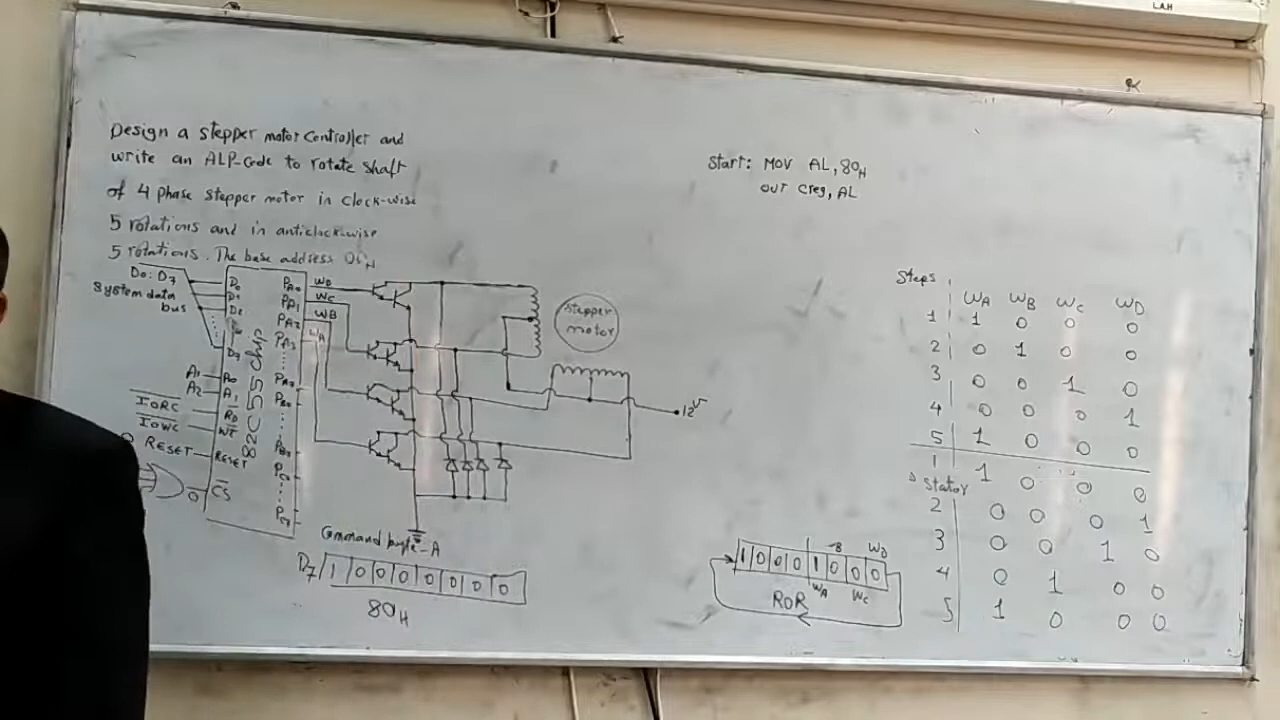 L.A.H
Design a stepper motor Controller and
write an ALP-Code to rotate shaft
of 4 phase stepper motor in clock-wise
5 rotations and in anticlockwise
5 rotations. The base address
Start: MOV AL, 80H
OUT Creg, AL
D0: D7
System data
bus
D0
D1
D2
D7
A1
A2
A0
A1
IORC
IOWC
RD
WT
RESET
RESET
O
CS
82C55 chip
PA0
PA1
PA2
PA3
PA7
PB0
PB7
PC0
PC7
WD
WC
WB
WA
Stepper
motor
12V
Command byte-A
D7 1 0 0 0 0 0 0 0
80H
1 0 0 0 1 0 0 0
B
WD
WA
WC
ROR
Steps
WA WB WC WD
1 1 0 0 0
2 0 1 0 0
3 0 0 1 0
4 0 0 0 1
5 1 0 0 0
1 1 0 0 0
Stator
2 0 0 0 1
3 0 0 1 0
4 0 1 0 0
5 1 0 0 0